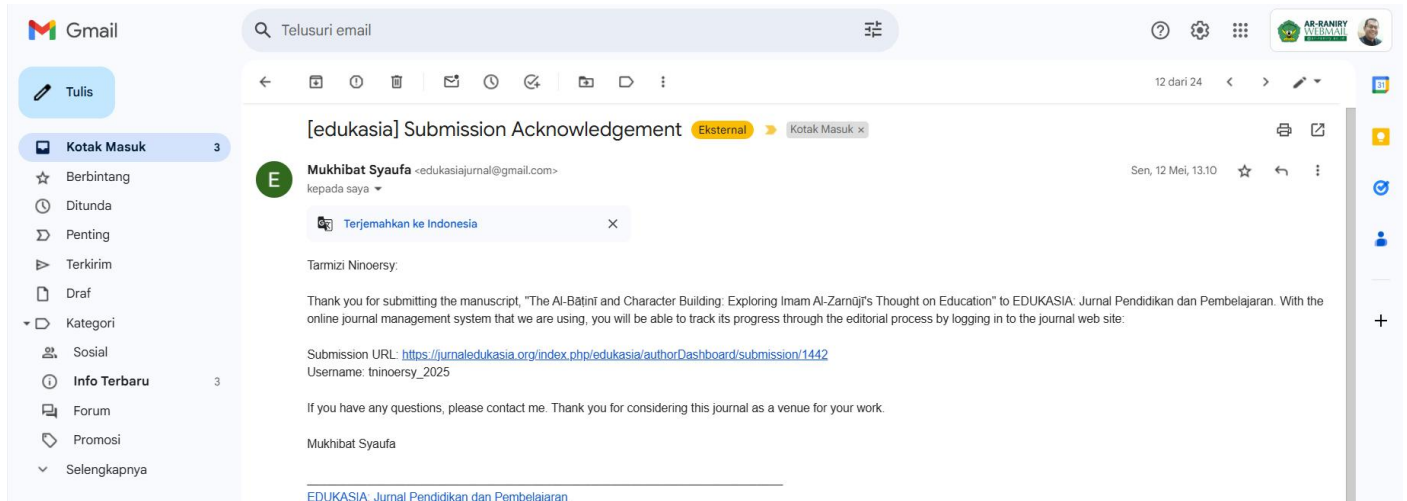 Gmail
Telusuri email
AR-RANIRY
WEBMAIL
Tulis
12 dari 24
31
[edukasia] Submission Acknowledgement Eksternal Kotak Masuk ×
Kotak Masuk 3
Berbintang
Ditunda
Penting
Terkirim
Draf
Kategori
Sosial
Info Terbaru 3
Forum
Promosi
Selengkapnya
E
Mukhibat Syaufa <edukasiajurnal@gmail.com>
Sen, 12 Mei, 13.10
kepada saya
Terjemahkan ke Indonesia
Tarmizi Ninoersy:
Thank you for submitting the manuscript, "The Al-Bāṭinī and Character Building: Exploring Imam Al-Zarnūjī's Thought on Education" to EDUKASIA: Jurnal Pendidikan dan Pembelajaran. With the
online journal management system that we are using, you will be able to track its progress through the editorial process by logging in to the journal web site:
Submission URL: https://jurnaledukasia.org/index.php/edukasia/authorDashboard/submission/1442
Username: tninoersy_2025
If you have any questions, please contact me. Thank you for considering this journal as a venue for your work.
Mukhibat Syaufa
EDUKASIA: Jurnal Pendidikan dan Pembelajaran